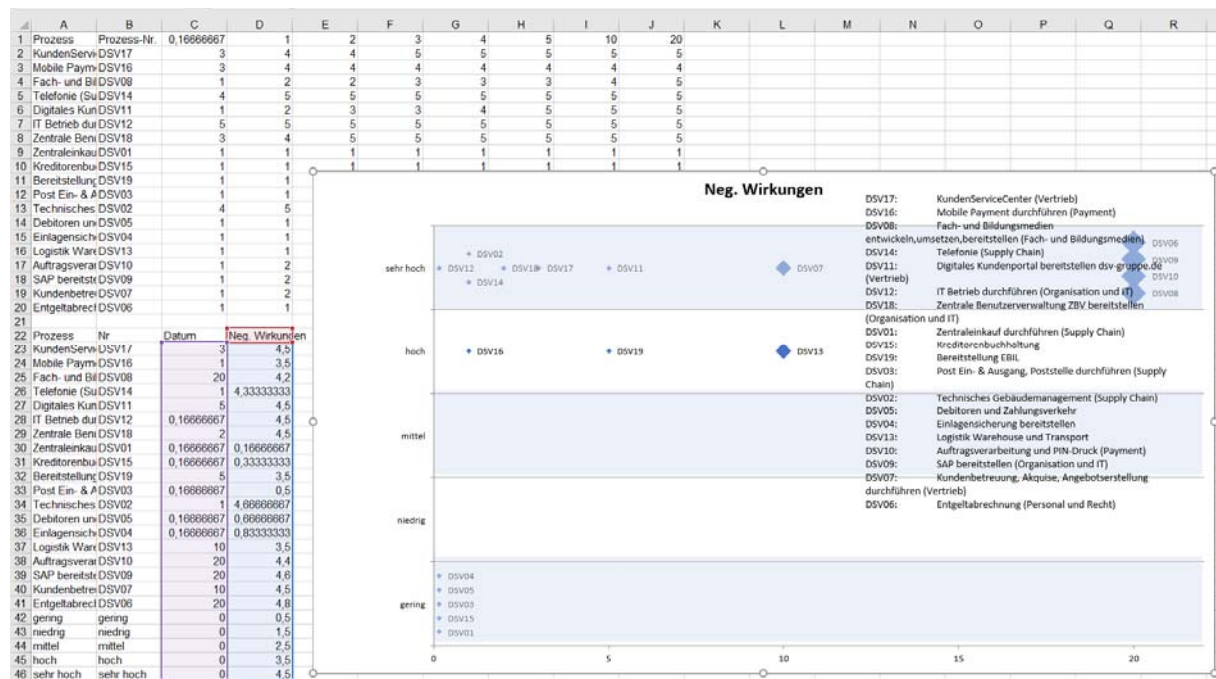 A B C D E F G H I J K L M N O P Q R
1 Prozess Prozess-Nr. 0,16666667 1 2 3 4 5 10 20
2 KundenServi DSV17 3 4 4 5 5 5 5 5
3 Mobile Paym DSV16 3 4 4 4 4 4 4 4
4 Fach- und Bil DSV08 1 2 2 3 3 3 4 5
5 Telefonie (Su DSV14 4 5 5 5 5 5 5 5
6 Digitales Kun DSV11 1 2 3 3 4 5 5 5
7 IT Betrieb dur DSV12 5 5 5 5 5 5 5 5
8 Zentrale Beni DSV18 3 4 5 5 5 5 5 5
9 Zentraleinkau DSV01 1 1 1 1 1 1 1 1
10 Kreditorenbu DSV15 1 1 1 1 1 1 1 1
11 Bereitstellung DSV19 1 1
12 Post Ein- & A DSV03 1 1
13 Technisches DSV02 4 5
14 Debitoren un DSV05 1 1
15 Einlagensich DSV04 1 1
16 Logistik Ware DSV13 1 1
17 Auftragsverar DSV10 1 2
18 SAP bereitste DSV09 1 2
19 Kundenbetre DSV07 1 2
20 Entgeltabrecl DSV06 1 1
21
22 Prozess Nr Datum Neg. Wirkungen
23 KundenServi DSV17 3 4,5
24 Mobile Paym DSV16 1 3,5
25 Fach- und Bil DSV08 20 4,2
26 Telefonie (Su DSV14 1 4,33333333
27 Digitales Kun DSV11 5 4,5
28 IT Betrieb dur DSV12 0,16666667 4,5
29 Zentrale Beni DSV18 2 4,5
30 Zentraleinkau DSV01 0,16666667 0,16666667
31 Kreditorenbu DSV15 0,16666667 0,33333333
32 Bereitstellung DSV19 5 3,5
33 Post Ein- & A DSV03 0,16666667 0,5
34 Technisches DSV02 1 4,66666667
35 Debitoren un DSV05 0,16666667 0,66666667
36 Einlagensich DSV04 0,16666667 0,83333333
37 Logistik Ware DSV13 10 3,5
38 Auftragsverar DSV10 20 4,4
39 SAP bereitste DSV09 20 4,6
40 Kundenbetre DSV07 10 4,5
41 Entgeltabrecl DSV06 20 4,8
42 gering gering 0 0,5
43 niedrig niedrig 0 1,5
44 mittel mittel 0 2,5
45 hoch hoch 0 3,5
46 sehr hoch sehr hoch 0 4,5
Neg. Wirkungen
DSV17: KundenServiceCenter (Vertrieb)
DSV16: Mobile Payment durchführen (Payment)
DSV08: Fach- und Bildungsmedien
entwickeln,umsetzen,bereitstellen (Fach- und Bildungsmedien)
DSV14: Telefonie (Supply Chain)
DSV11: Digitales Kundenportal bereitstellen dsv-gruppe.de
(Vertrieb)
DSV12: IT Betrieb durchführen (Organisation und IT)
DSV18: Zentrale Benutzerverwaltung ZBV bereitstellen
(Organisation und IT)
DSV01: Zentraleinkauf durchführen (Supply Chain)
DSV15: Kreditorenbuchhaltung
DSV19: Bereitstellung EBIL
DSV03: Post Ein- & Ausgang, Poststelle durchführen (Supply
Chain)
DSV02: Technisches Gebäudemanagement (Supply Chain)
DSV05: Debitoren und Zahlungsverkehr
DSV04: Einlagensicherung bereitstellen
DSV13: Logistik Warehouse und Transport
DSV10: Auftragsverarbeitung und PIN-Druck (Payment)
DSV09: SAP bereitstellen (Organisation und IT)
DSV07: Kundenbetreuung, Akquise, Angebotserstellung
durchführen (Vertrieb)
DSV06: Entgeltabrechnung (Personal und Recht)
DSV06
DSV02
DSV09
sehr hoch DSV12 DSV18 DSV17 DSV11 DSV07
DSV10
DSV14
DSV08
hoch DSV16 DSV19 DSV13
mittel
niedrig
DSV04
DSV05
gering DSV03
DSV15
DSV01
0 5 10 15 20